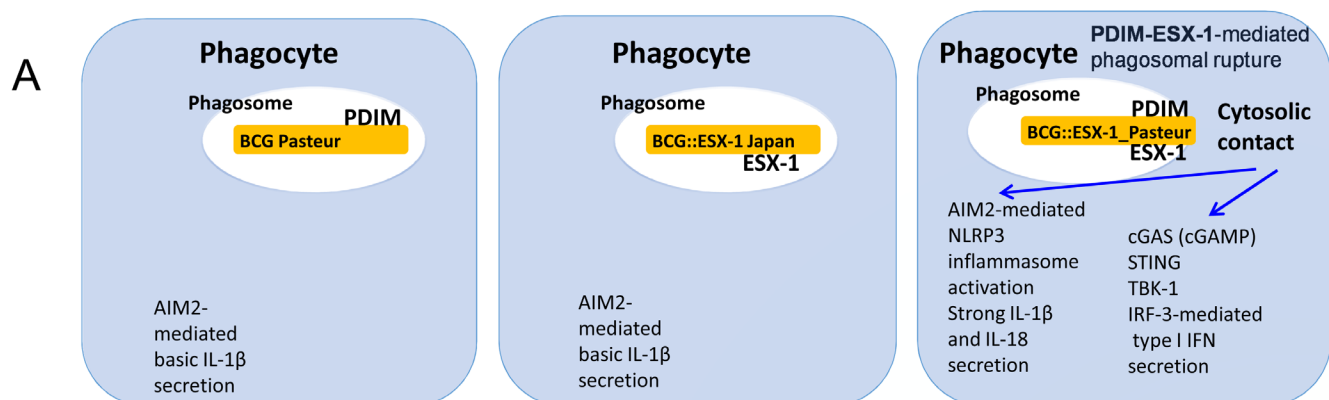 A
Phagocyte
Phagosome
PDIM
BCG Pasteur
AIM2-
mediated
basic IL-1β
secretion
Phagocyte
Phagosome
BCG::ESX-1 Japan
ESX-1
AIM2-
mediated
basic IL-1β
secretion
Phagocyte
PDIM-ESX-1-mediated
phagosomal rupture
Phagosome
PDIM
BCG::ESX-1_Pasteur
ESX-1
Cytosolic
contact
AIM2-mediated
NLRP3
inflammasome
activation
Strong IL-1β
and IL-18
secretion
cGAS (cGAMP)
STING
TBK-1
IRF-3-mediated
type I IFN
secretion